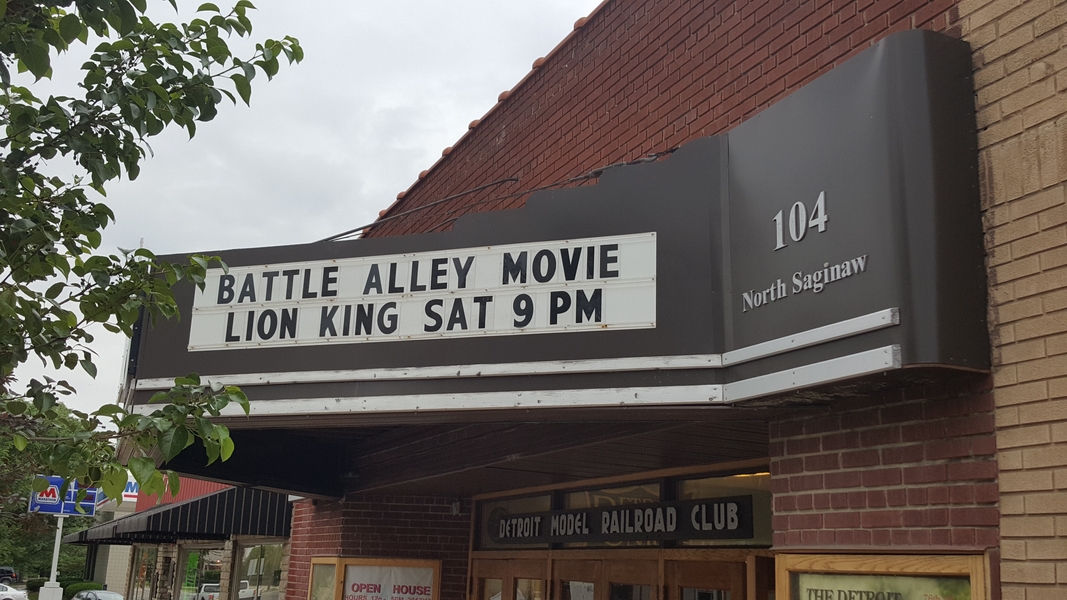 BATTLE ALLEY MOVIE
LION KING SAT 9 PM
104
North Saginaw
DETROIT MODEL RAILROAD CLUB
M
MARATHON
OPEN HOUSE
THE DETROIT